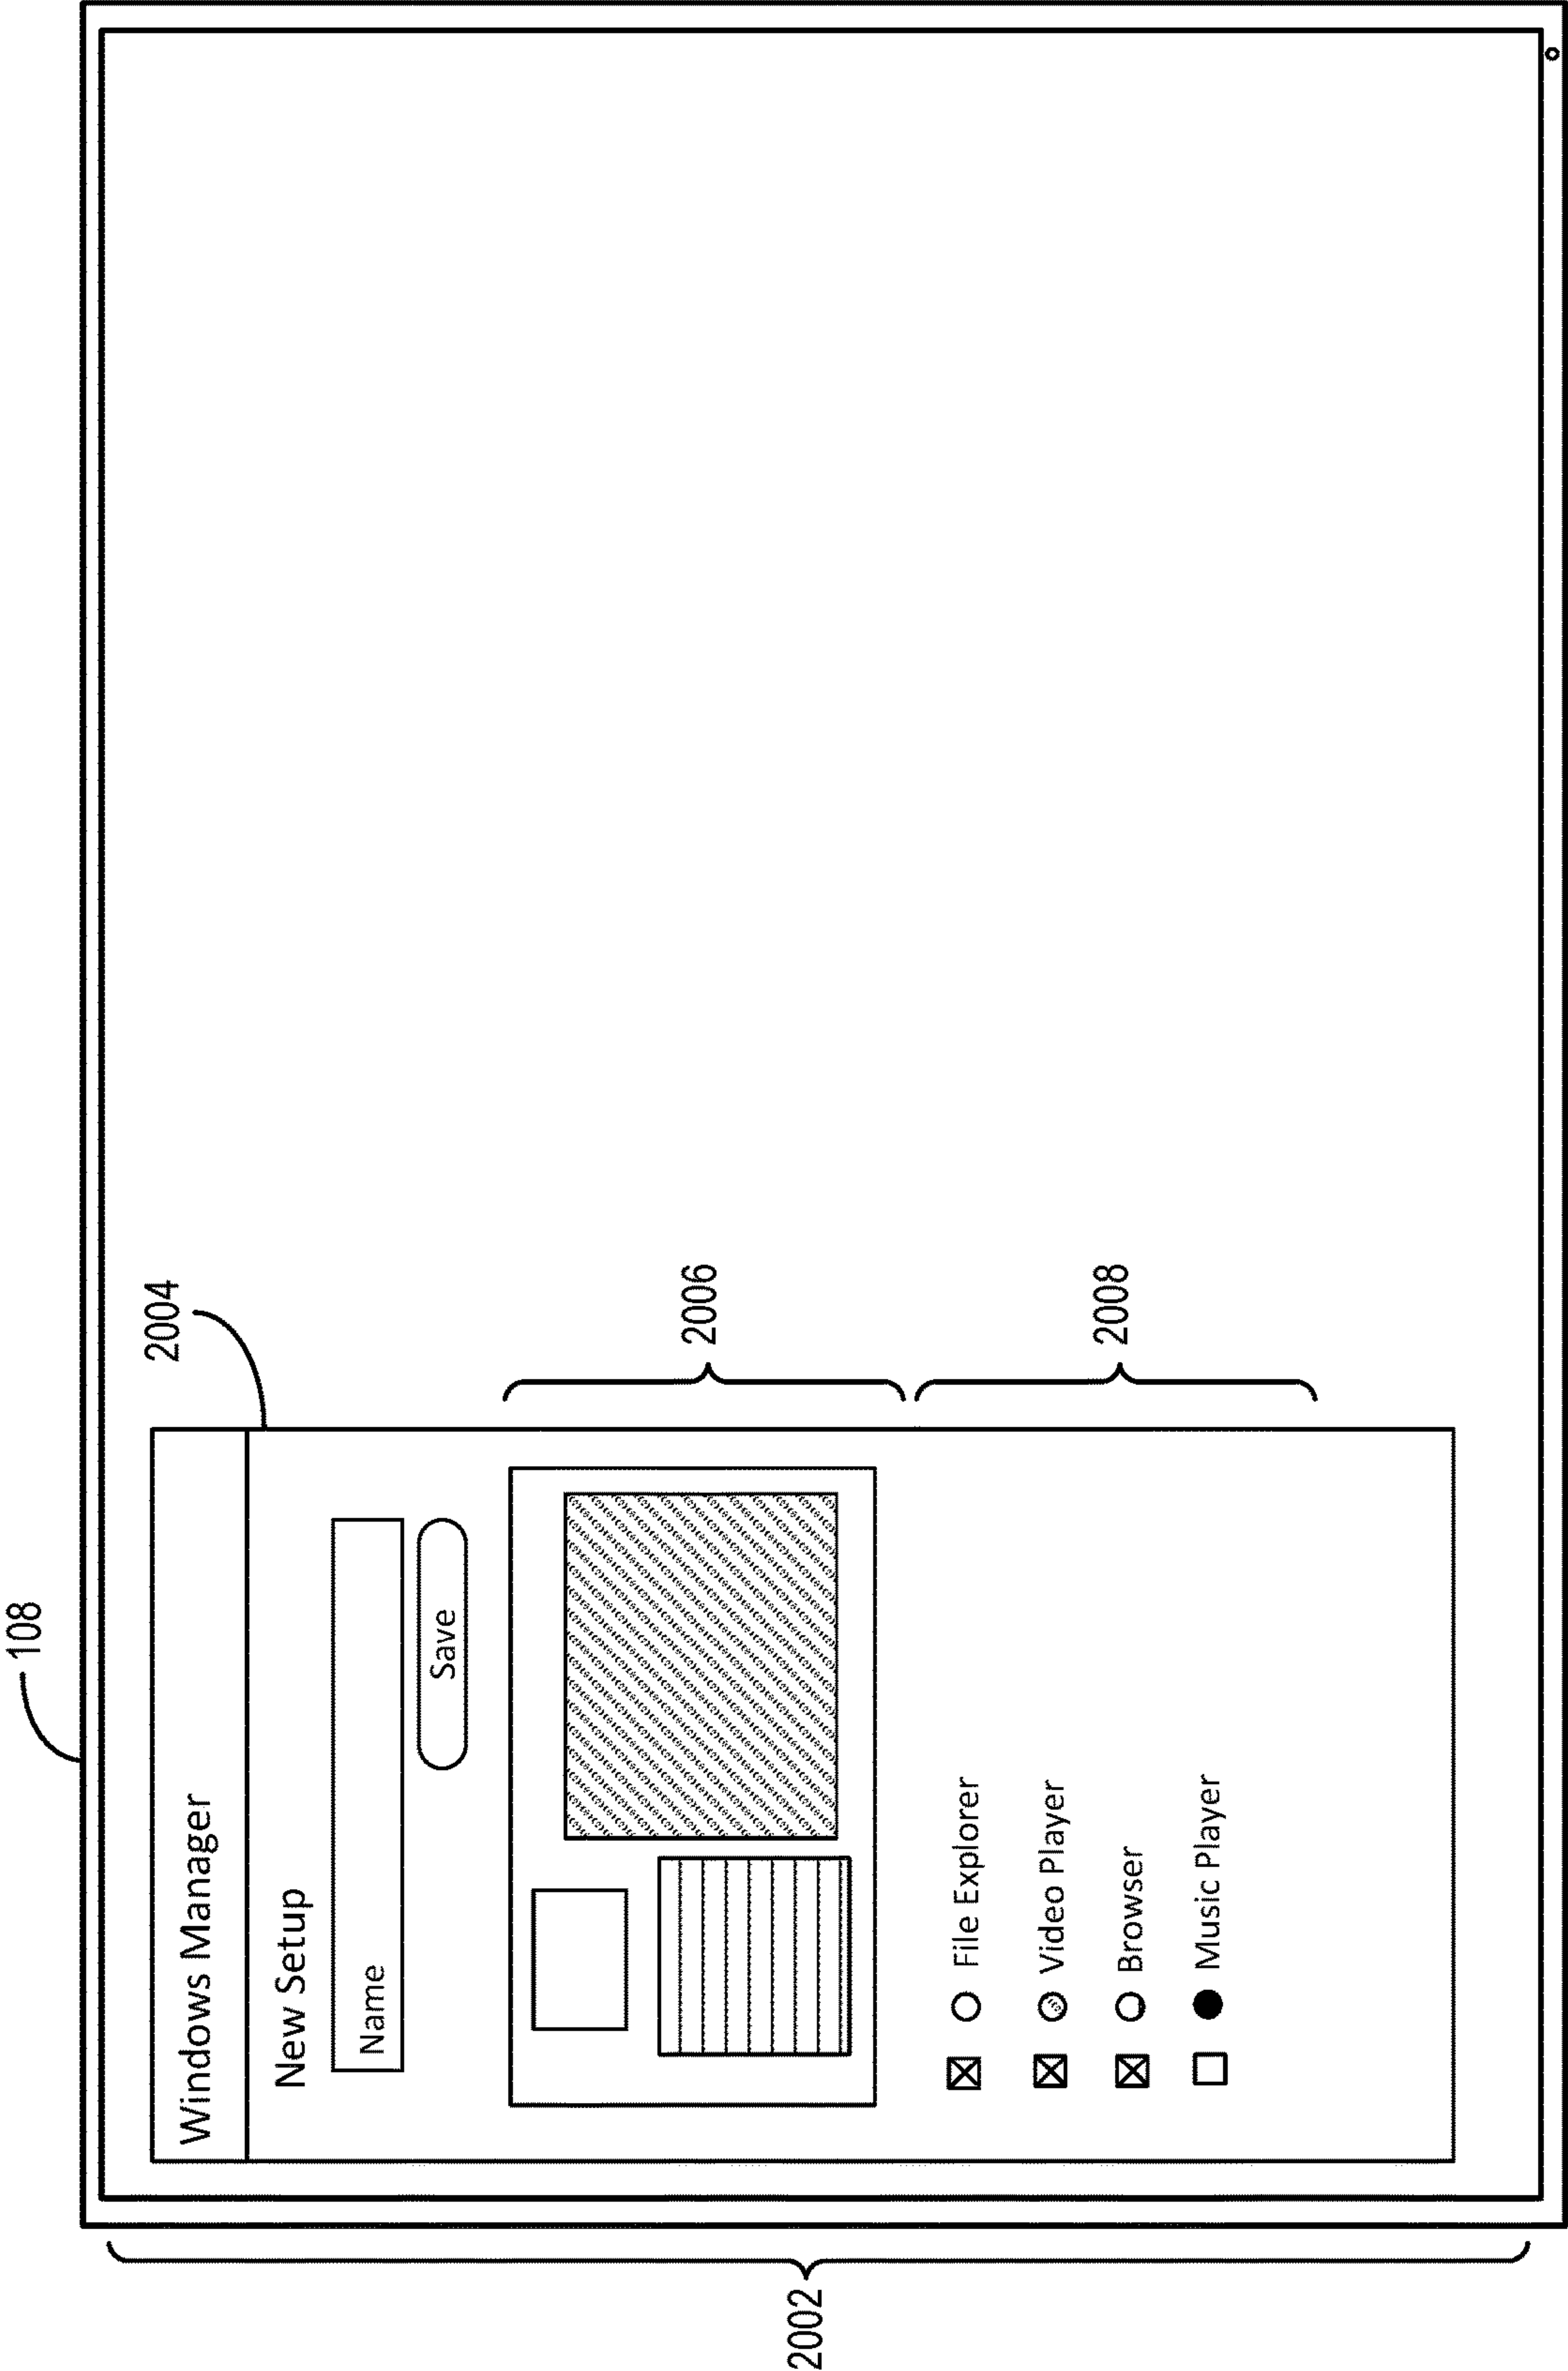 108
2002
2004
Windows Manager
New Setup
Name
Save
2006
2008
File Explorer
Video Player
Browser
Music Player